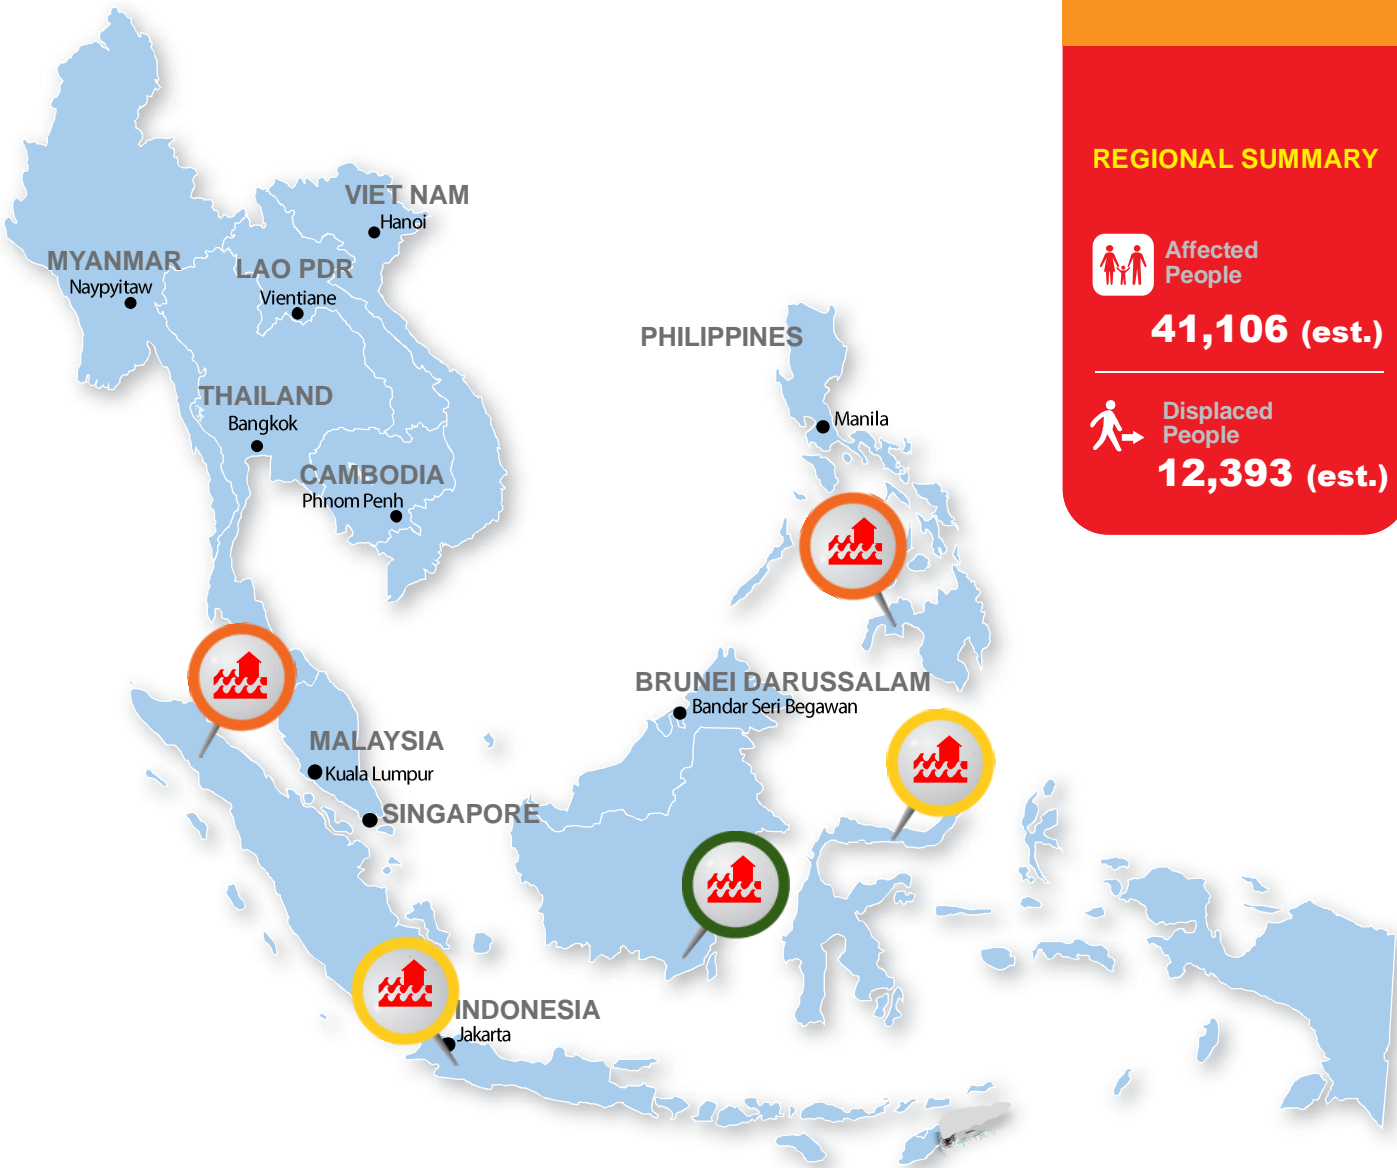 REGIONAL SUMMARY
Affected
People
41,106 (est.)
Displaced
People
12,393 (est.)
VIET NAM
Hanoi
MYANMAR
Naypyitaw
LAO PDR
Vientiane
PHILIPPINES
Manila
THAILAND
Bangkok
CAMBODIA
Phnom Penh
BRUNEI DARUSSALAM
Bandar Seri Begawan
MALAYSIA
Kuala Lumpur
SINGAPORE
INDONESIA
Jakarta